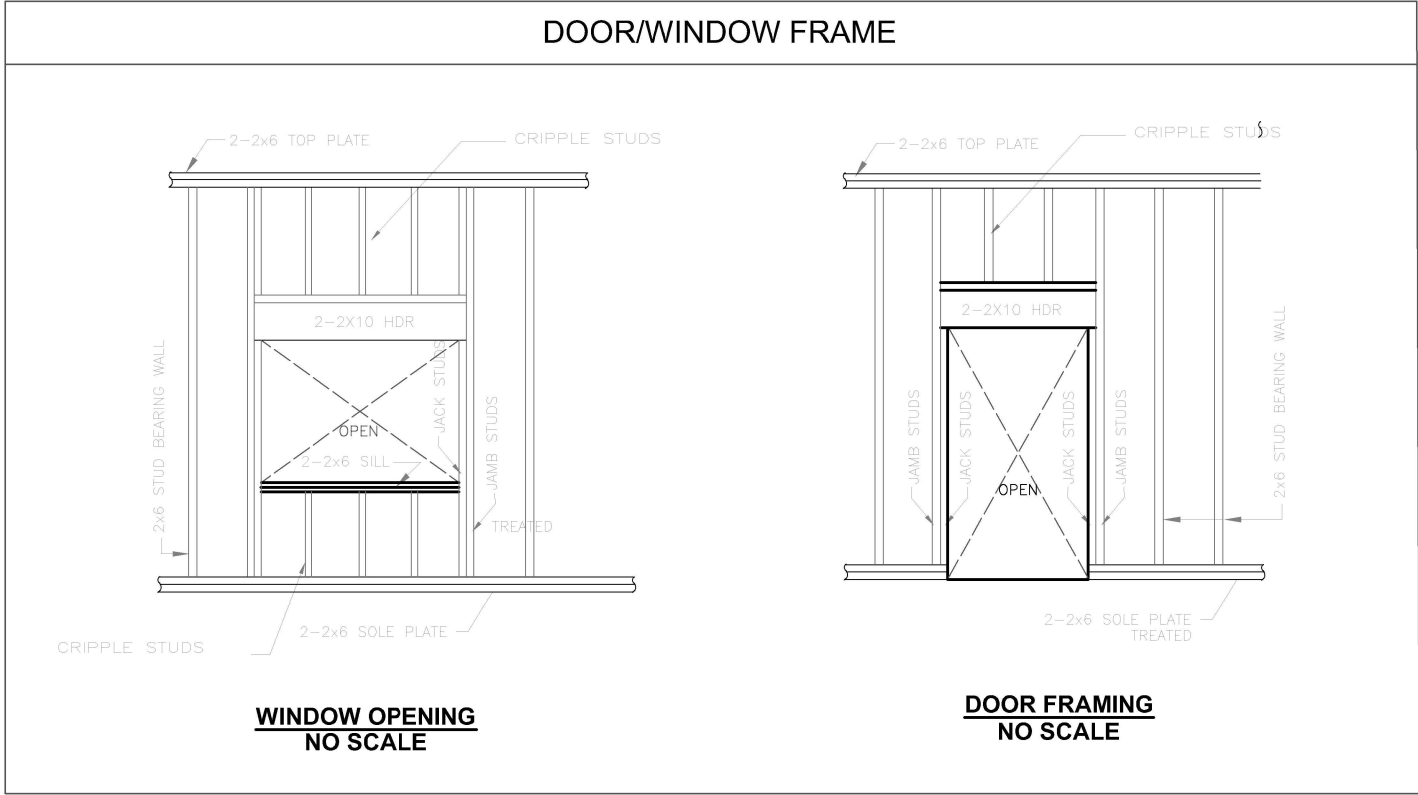 DOOR/WINDOW FRAME
2-2x6 TOP PLATE
CRIPPLE STUDS
2-2X10 HDR
2x6 STUD BEARING WALL
JACK STUDS
JAMB STUDS
OPEN
2-2x6 SILL
TREATED
2-2x6 SOLE PLATE
CRIPPLE STUDS
WINDOW OPENING
NO SCALE
2-2x6 TOP PLATE
CRIPPLE STUDS
2-2X10 HDR
JAMB STUDS
JACK STUDS
OPEN
JACK STUDS
JAMB STUDS
2x6 STUD BEARING WALL
2-2x6 SOLE PLATE
TREATED
DOOR FRAMING
NO SCALE